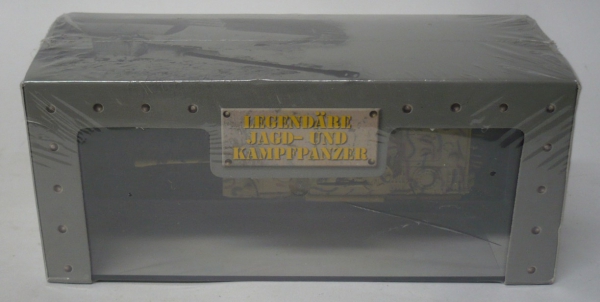 LEGENDÄRE
JAGD- UND
KAMPFPANZER